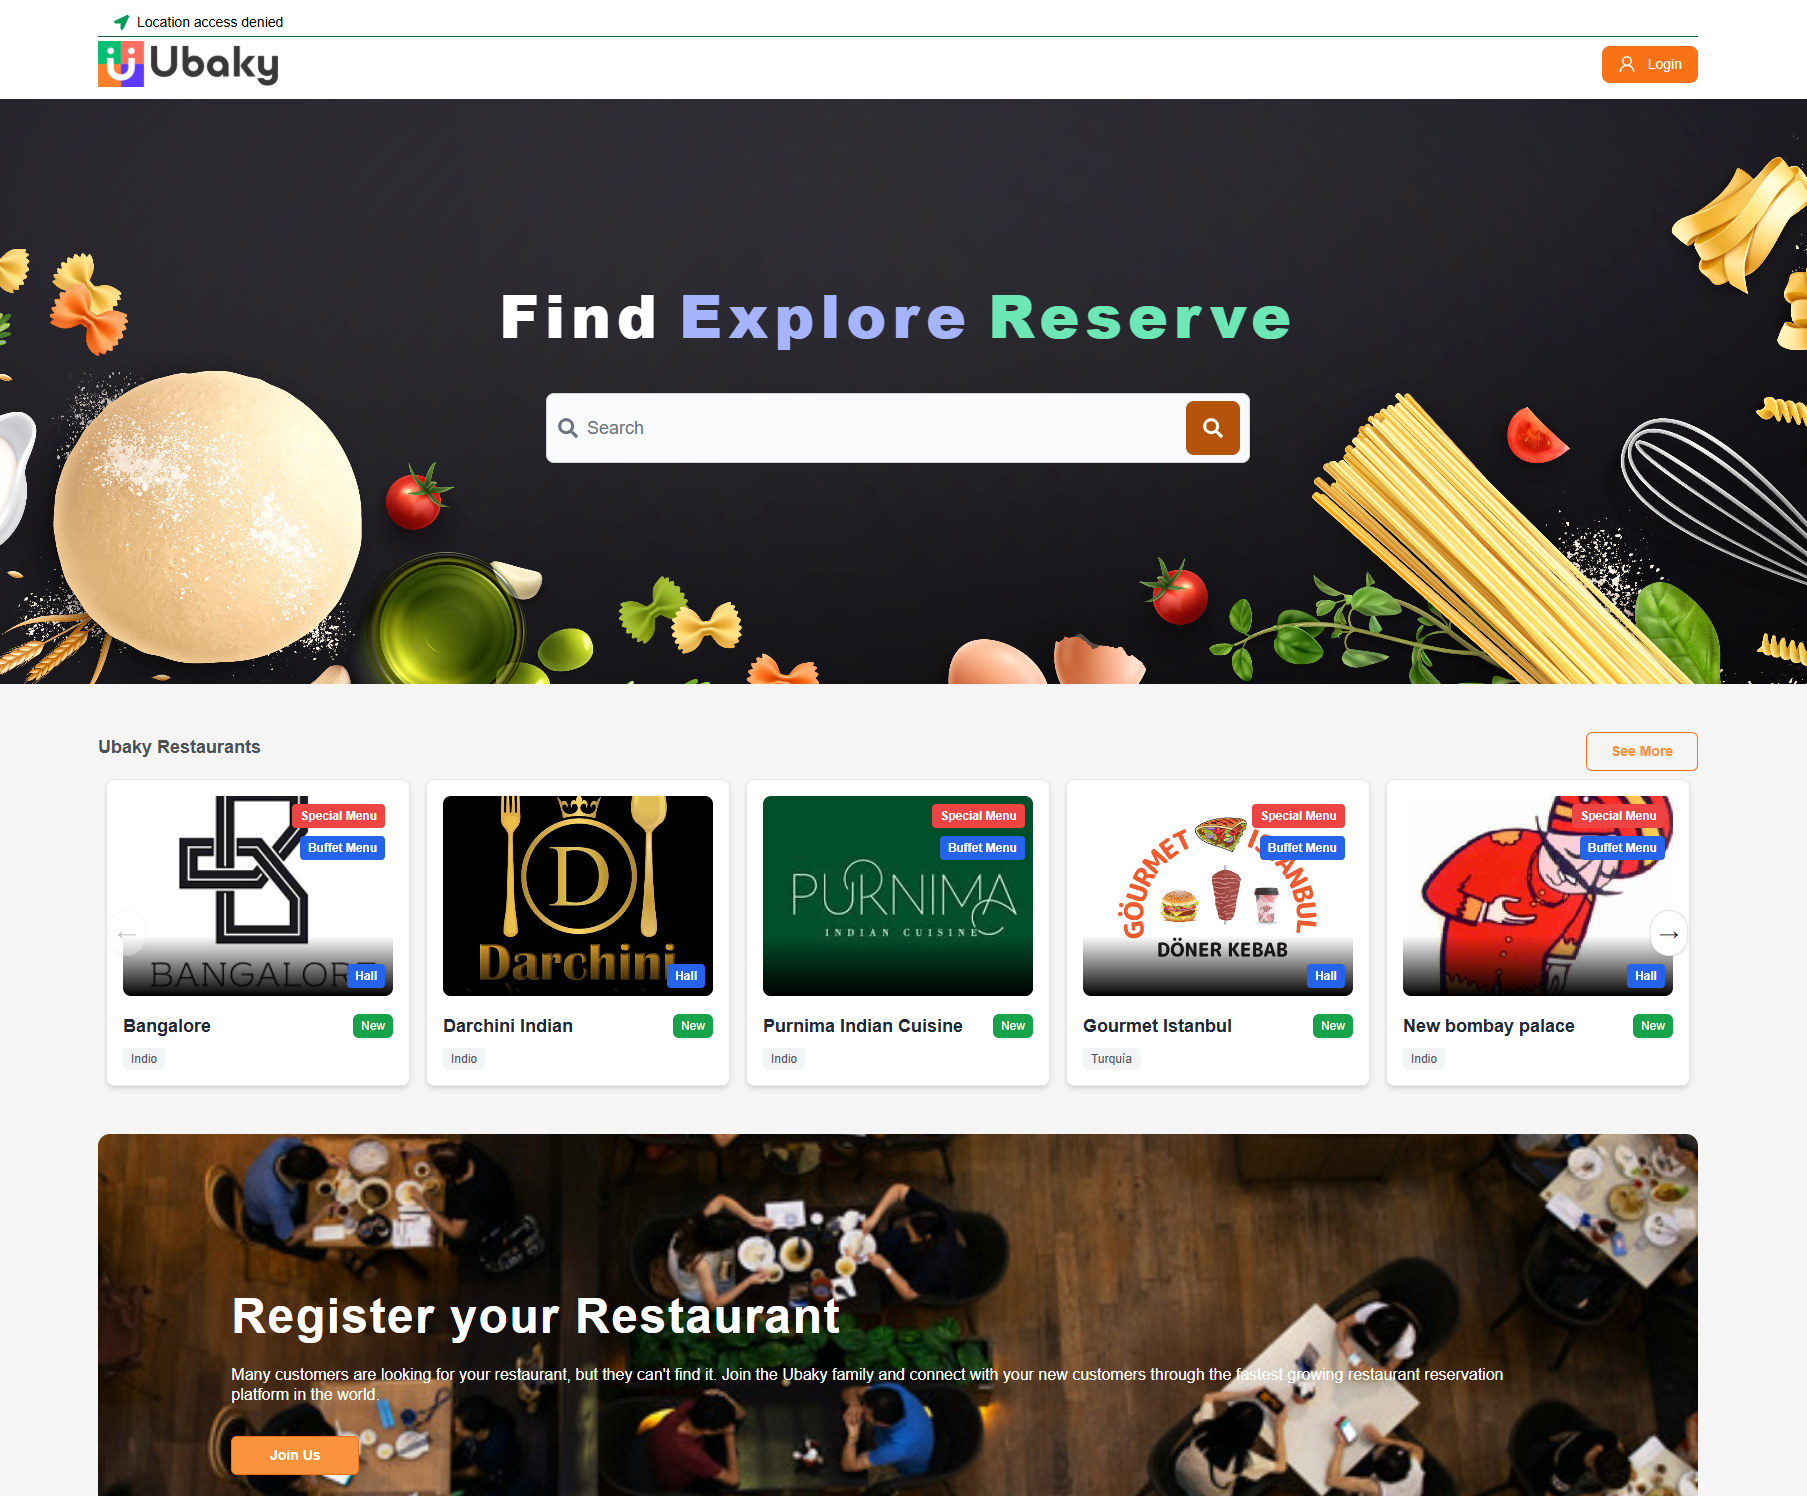 Location access denied
Ubaky
Login
Find Explore Reserve
Search
Ubaky Restaurants
See More
Special Menu
Buffet Menu
BANGALORE
Hall
Bangalore
New
Indio
D
Darchini
Hall
Darchini Indian
New
Indio
Special Menu
Buffet Menu
PURNIMA
INDIAN CUISINE
Purnima Indian Cuisine
New
Indio
Special Menu
Buffet Menu
GÖURMET ISTANBUL
DÖNER KEBAB
Hall
Gourmet Istanbul
New
Turquía
Special Menu
Buffet Menu
Hall
New bombay palace
New
Indio
Register your Restaurant
Many customers are looking for your restaurant, but they can't find it. Join the Ubaky family and connect with your new customers through the fastest growing restaurant reservation
platform in the world.
Join Us